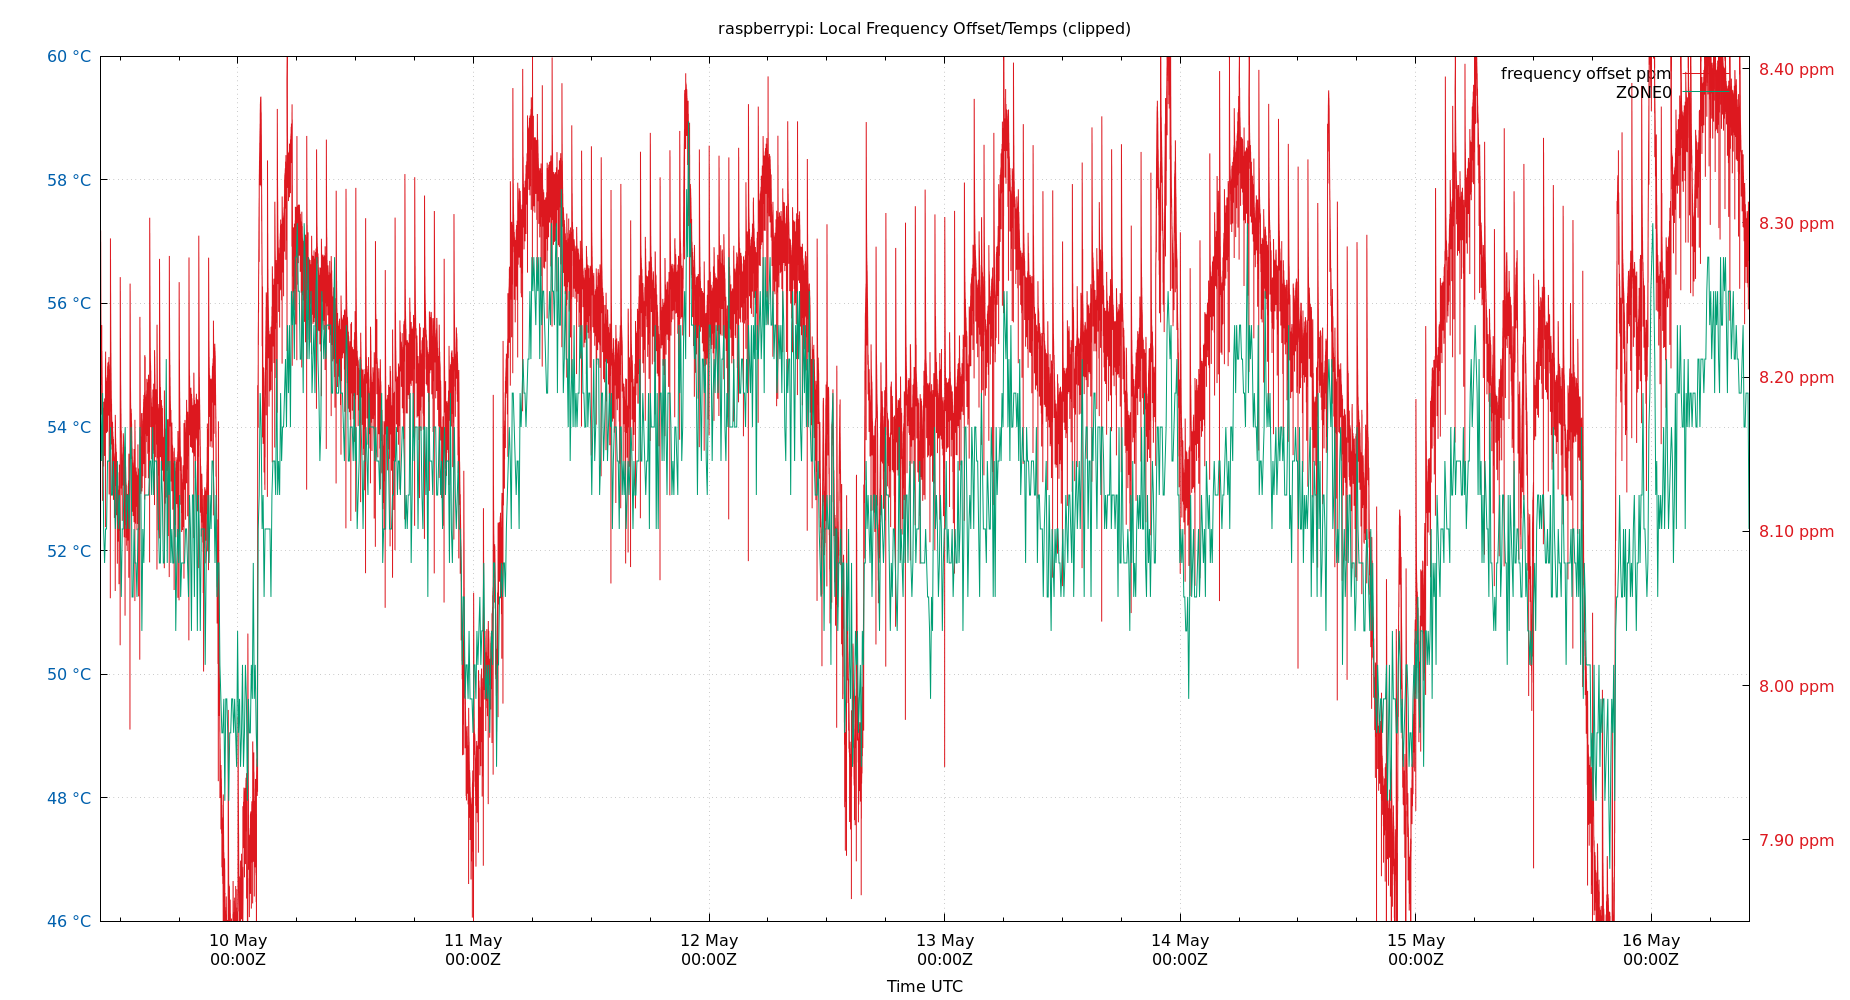 raspberrypi: Local Frequency Offset/Temps (clipped)
60 °C
58 °C
56 °C
54 °C
52 °C
50 °C
48 °C
46 °C
frequency offset ppm
ZONE0
8.40 ppm
8.30 ppm
8.20 ppm
8.10 ppm
8.00 ppm
7.90 ppm
10 May
00:00Z
11 May
00:00Z
12 May
00:00Z
13 May
00:00Z
14 May
00:00Z
15 May
00:00Z
16 May
00:00Z
Time UTC